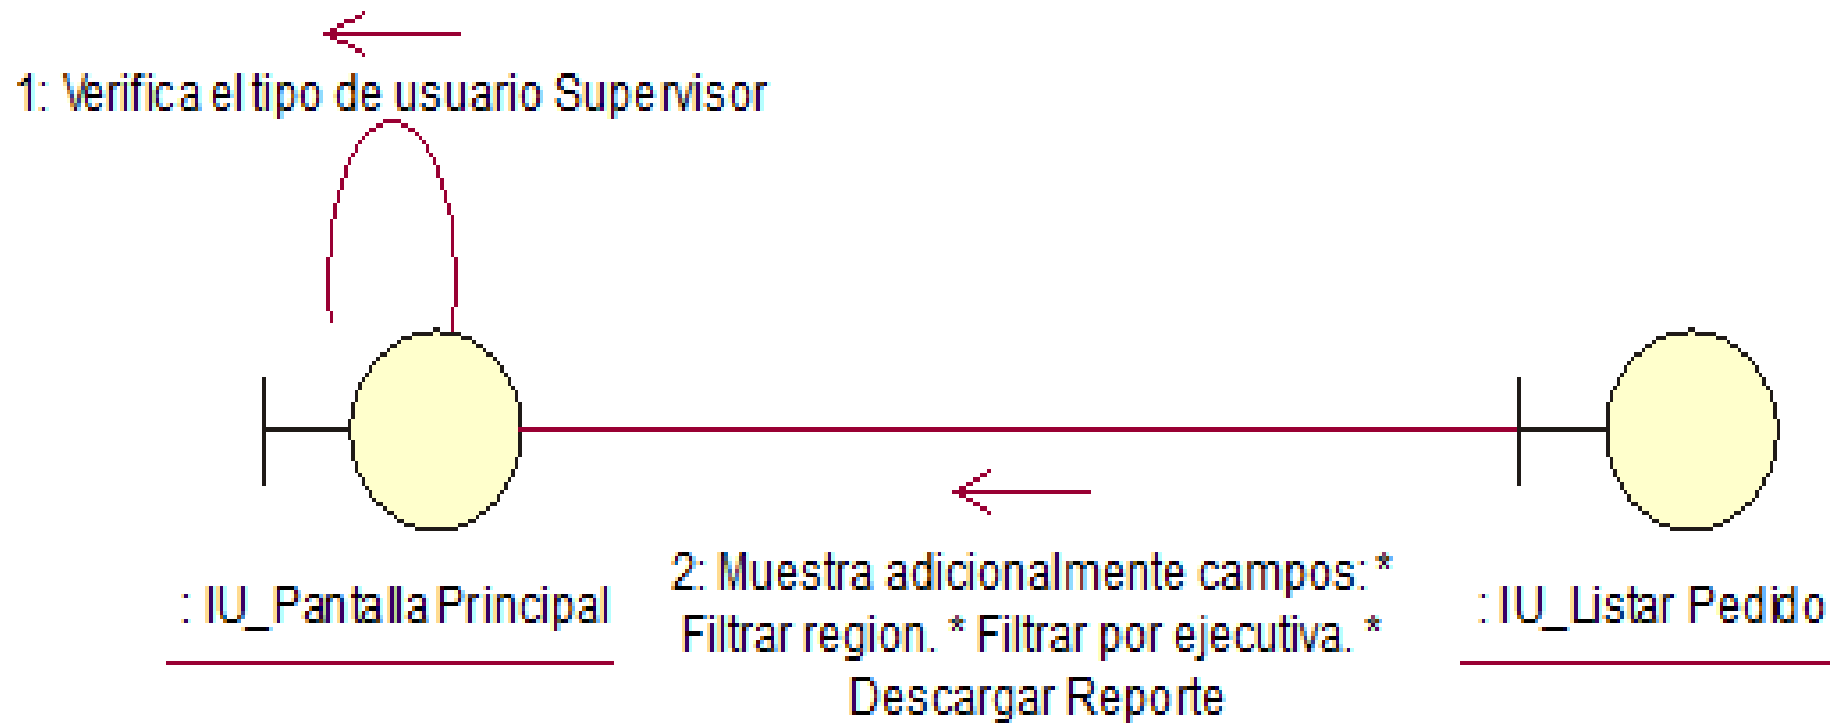 1: Verifica el tipo de usuario Supervisor
2: Muestra adicionalmente campos: *
Filtrar region. * Filtrar por ejecutiva. *
Descargar Reporte
: IU_Pantalla Principal
: IU_Listar Pedido